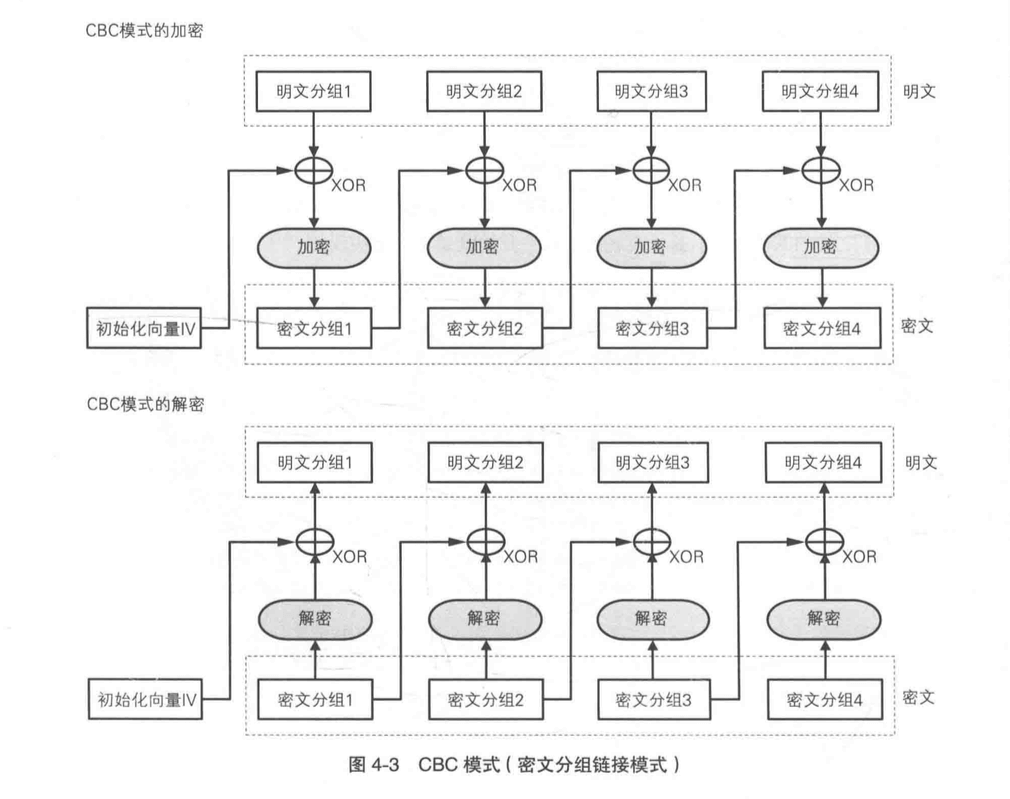 CBC模式的加密
明文分组1 明文分组2 明文分组3 明文分组4 明文
XOR XOR XOR XOR
加密 加密 加密 加密
初始化向量IV 密文分组1 密文分组2 密文分组3 密文分组4 密文
CBC模式的解密
明文分组1 明文分组2 明文分组3 明文分组4 明文
XOR XOR XOR XOR
解密 解密 解密 解密
初始化向量IV 密文分组1 密文分组2 密文分组3 密文分组4 密文
图 4-3 CBC 模式（密文分组链接模式）